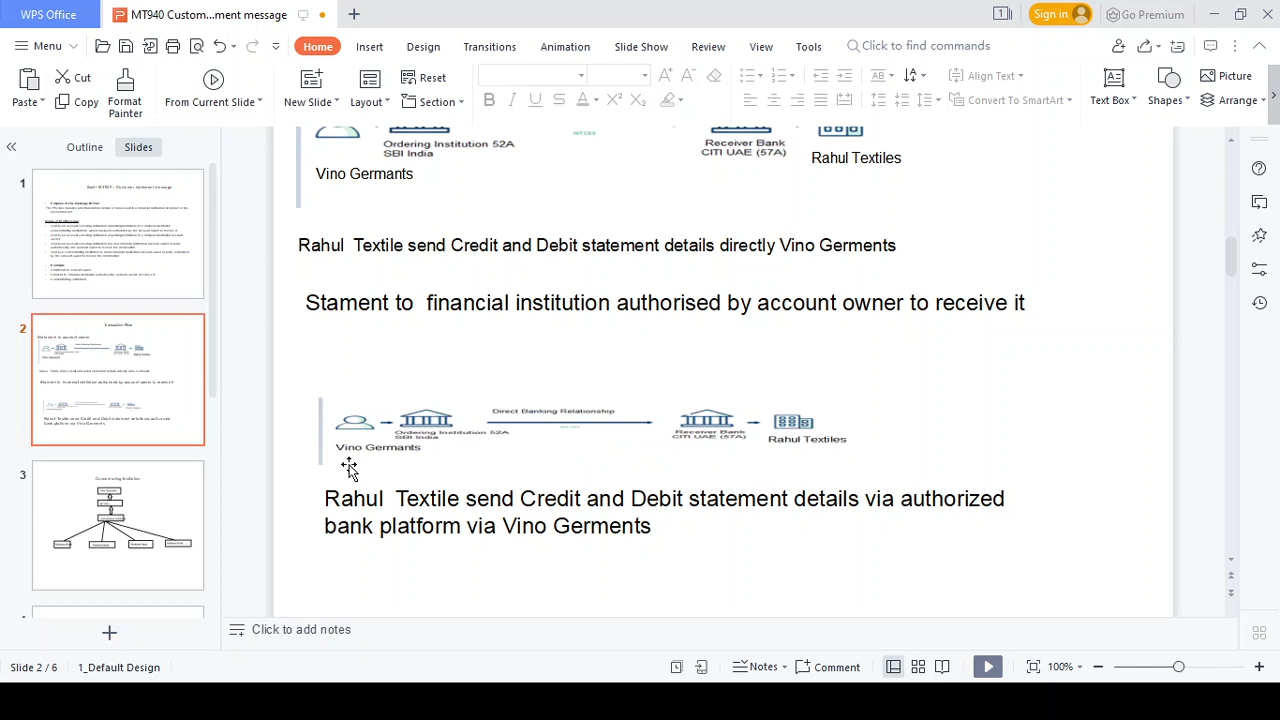 WPS Office
MT940 Custom...ment message
Sign in
Go Premium
Menu
Home
Insert
Design
Transitions
Animation
Slide Show
Review
View
Tools
Click to find commands
Paste
Cut
Copy
Format
Painter
From Current Slide
New Slide
Layout
Reset
Section
Align Text
Convert To SmartArt
Text Box
Shapes
Picture
Arrange
Outline
Slides
1
2
Transaction Flow
3
Ordering Institution 52A
SBI India
Vino Germants
MT103
Receiver Bank
CITI UAE (57A)
Rahul Textiles
Rahul Textile send Credit and Debit statement details directly Vino Germents
Stament to financial institution authorised by account owner to receive it
Direct Banking Relationship
Ordering Institution 52A
SBI India
Vino Germants
Receiver Bank
CITI UAE (57A)
Rahul Textiles
Rahul Textile send Credit and Debit statement details via authorized
bank platform via Vino Germents
Click to add notes
Slide 2 / 6
1_Default Design
Notes
Comment
100%